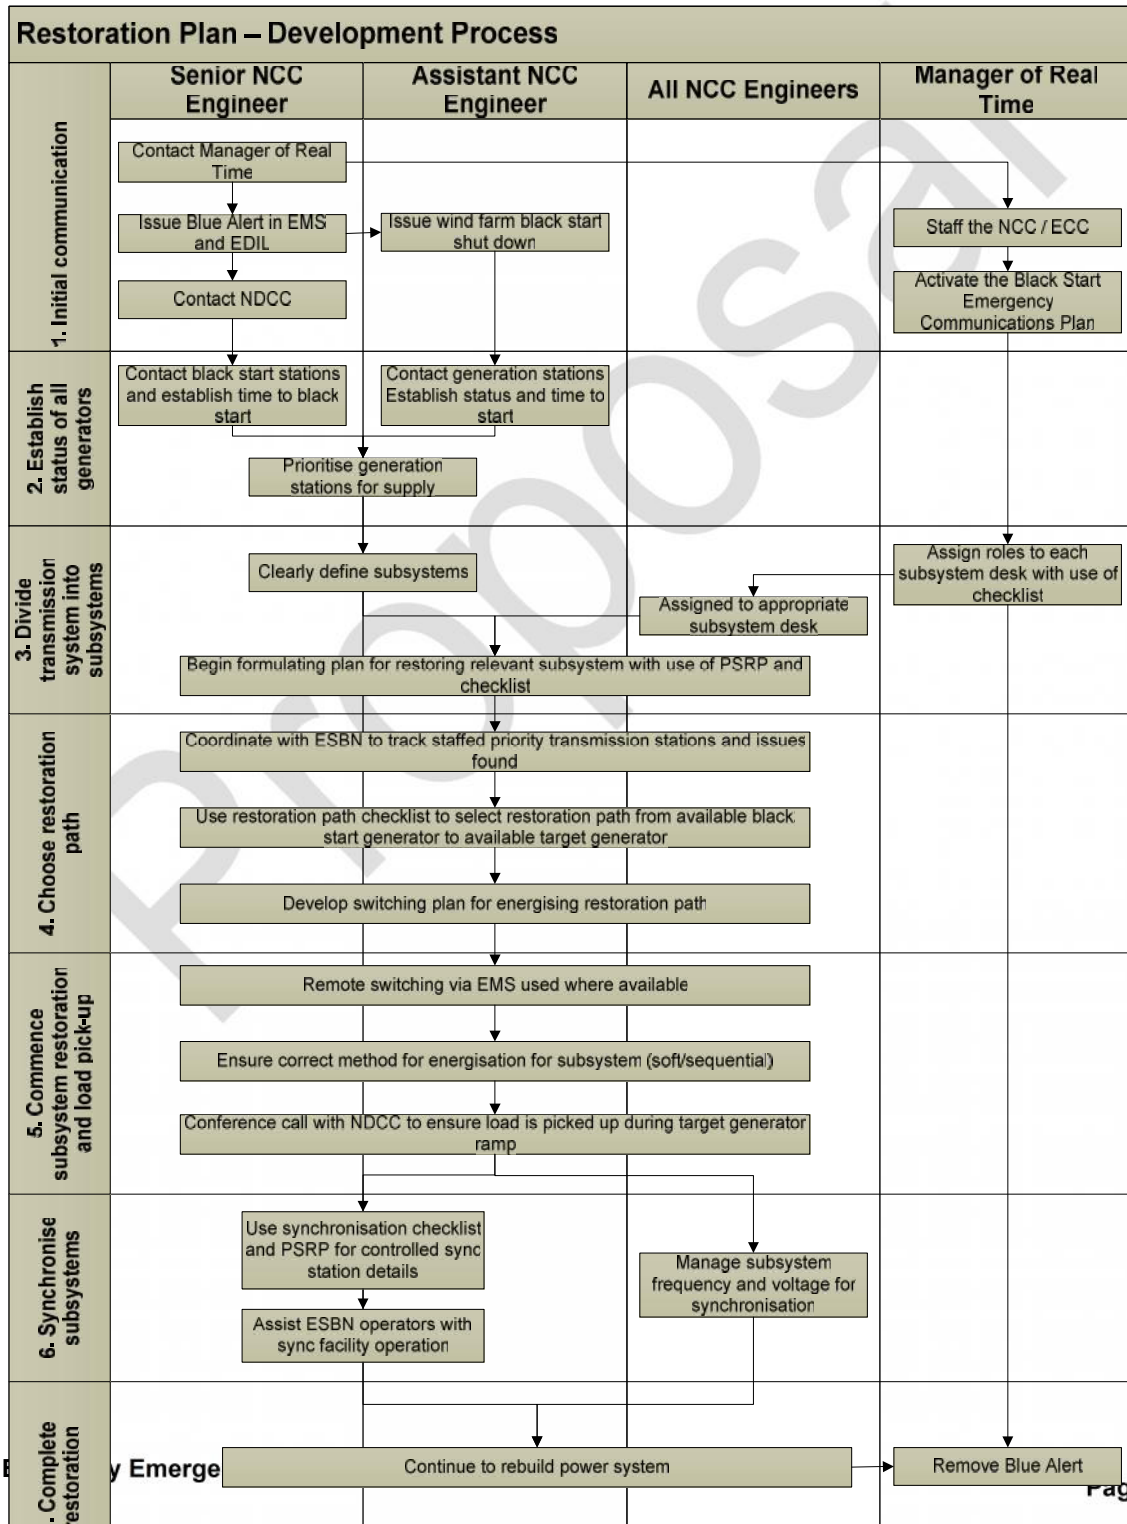 Restoration Plan – Development Process
Senior NCC
Engineer
Assistant NCC
Engineer
All NCC Engineers
Manager of Real
Time
1. Initial communication
Contact Manager of Real
Time
Issue Blue Alert in EMS
and EDIL
Issue wind farm black start
shut down
Staff the NCC / ECC
Contact NDCC
Activate the Black Start
Emergency
Communications Plan
2. Establish
status of all
generators
Contact black start stations
and establish time to black
start
Contact generation stations
Establish status and time to
start
Prioritise generation
stations for supply
3. Divide
transmission
system into
subsystems
Clearly define subsystems
Assign roles to each
subsystem desk with use of
checklist
Assigned to appropriate
subsystem desk
Begin formulating plan for restoring relevant subsystem with use of PSRP and
checklist
4. Choose restoration
path
Coordinate with ESBN to track staffed priority transmission stations and issues
found
Use restoration path checklist to select restoration path from available black
start generator to available target generator
Develop switching plan for energising restoration path
5. Commence
subsystem restoration
and load pick-up
Remote switching via EMS used where available
Ensure correct method for energisation for subsystem (soft/sequential)
Conference call with NDCC to ensure load is picked up during target generator
ramp
6. Synchronise
subsystems
Use synchronisation checklist
and PSRP for controlled sync
station details
Manage subsystem
frequency and voltage for
synchronisation
Assist ESBN operators with
sync facility operation
. Complete
restoration
Continue to rebuild power system
Remove Blue Alert
y Emerge
Pag
Proposal